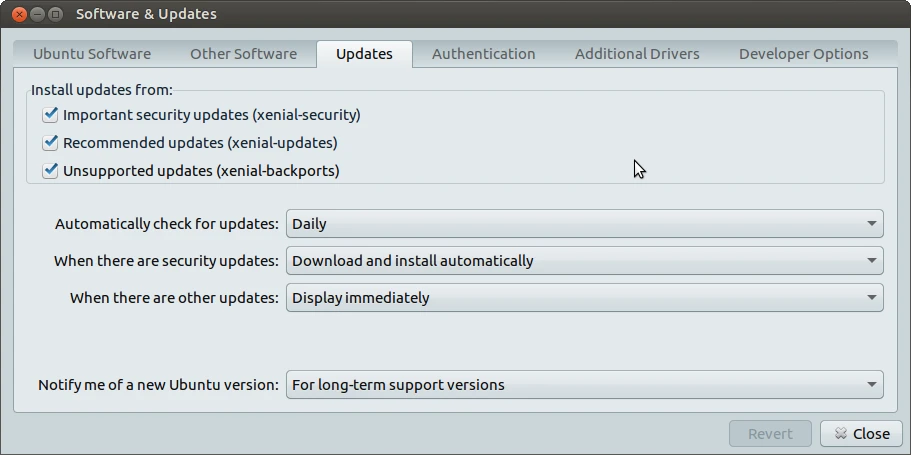 Software & Updates
Ubuntu Software Other Software Updates Authentication Additional Drivers Developer Options
Install updates from:
Important security updates (xenial-security)
Recommended updates (xenial-updates)
Unsupported updates (xenial-backports)
Automatically check for updates: Daily
When there are security updates: Download and install automatically
When there are other updates: Display immediately
Notify me of a new Ubuntu version: For long-term support versions
Revert Close